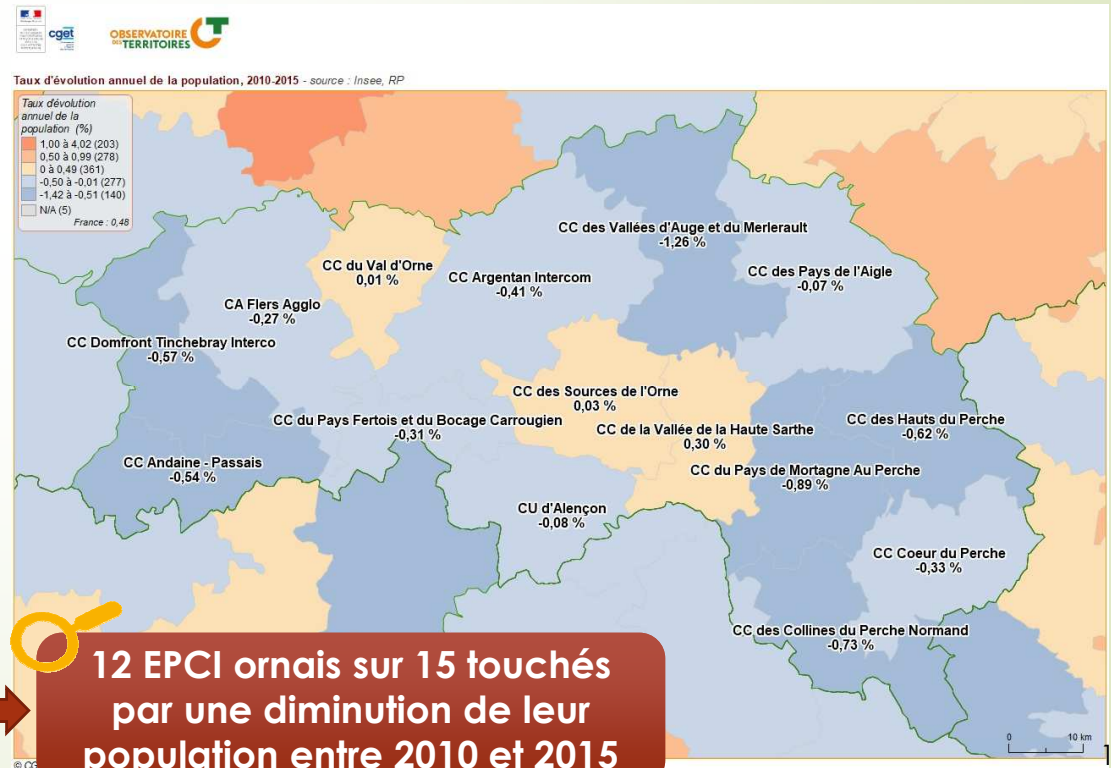 cget
OBSERVATOIRE
DES TERRITOIRES
Taux d'évolution annuel de la population, 2010-2015 - source : Insee, RP
Taux d'évolution
annuel de la
population (%)
1,00 à 4,02 (203)
0,50 à 0,99 (278)
0 à 0,49 (361)
-0,50 à -0,01 (277)
-1,42 à -0,51 (140)
N/A (5)
France : 0,48
CC des Vallées d'Auge et du Merlerault
-1,26 %
CC du Val d'Orne
0,01 %
CC Argentan Intercom
-0,41 %
CC des Pays de l'Aigle
-0,07 %
CA Flers Agglo
-0,27 %
CC Domfront Tinchebray Interco
-0,57 %
CC des Sources de l'Orne
0,03 %
CC du Pays Fertois et du Bocage Carrougien
-0,31 %
CC de la Vallée de la Haute Sarthe
0,30 %
CC des Hauts du Perche
-0,62 %
CC Andaine - Passais
-0,54 %
CC du Pays de Mortagne Au Perche
-0,89 %
CU d'Alençon
-0,08 %
CC Coeur du Perche
-0,33 %
CC des Collines du Perche Normand
-0,73 %
12 EPCI ornais sur 15 touchés
par une diminution de leur
population entre 2010 et 2015
0 10 km